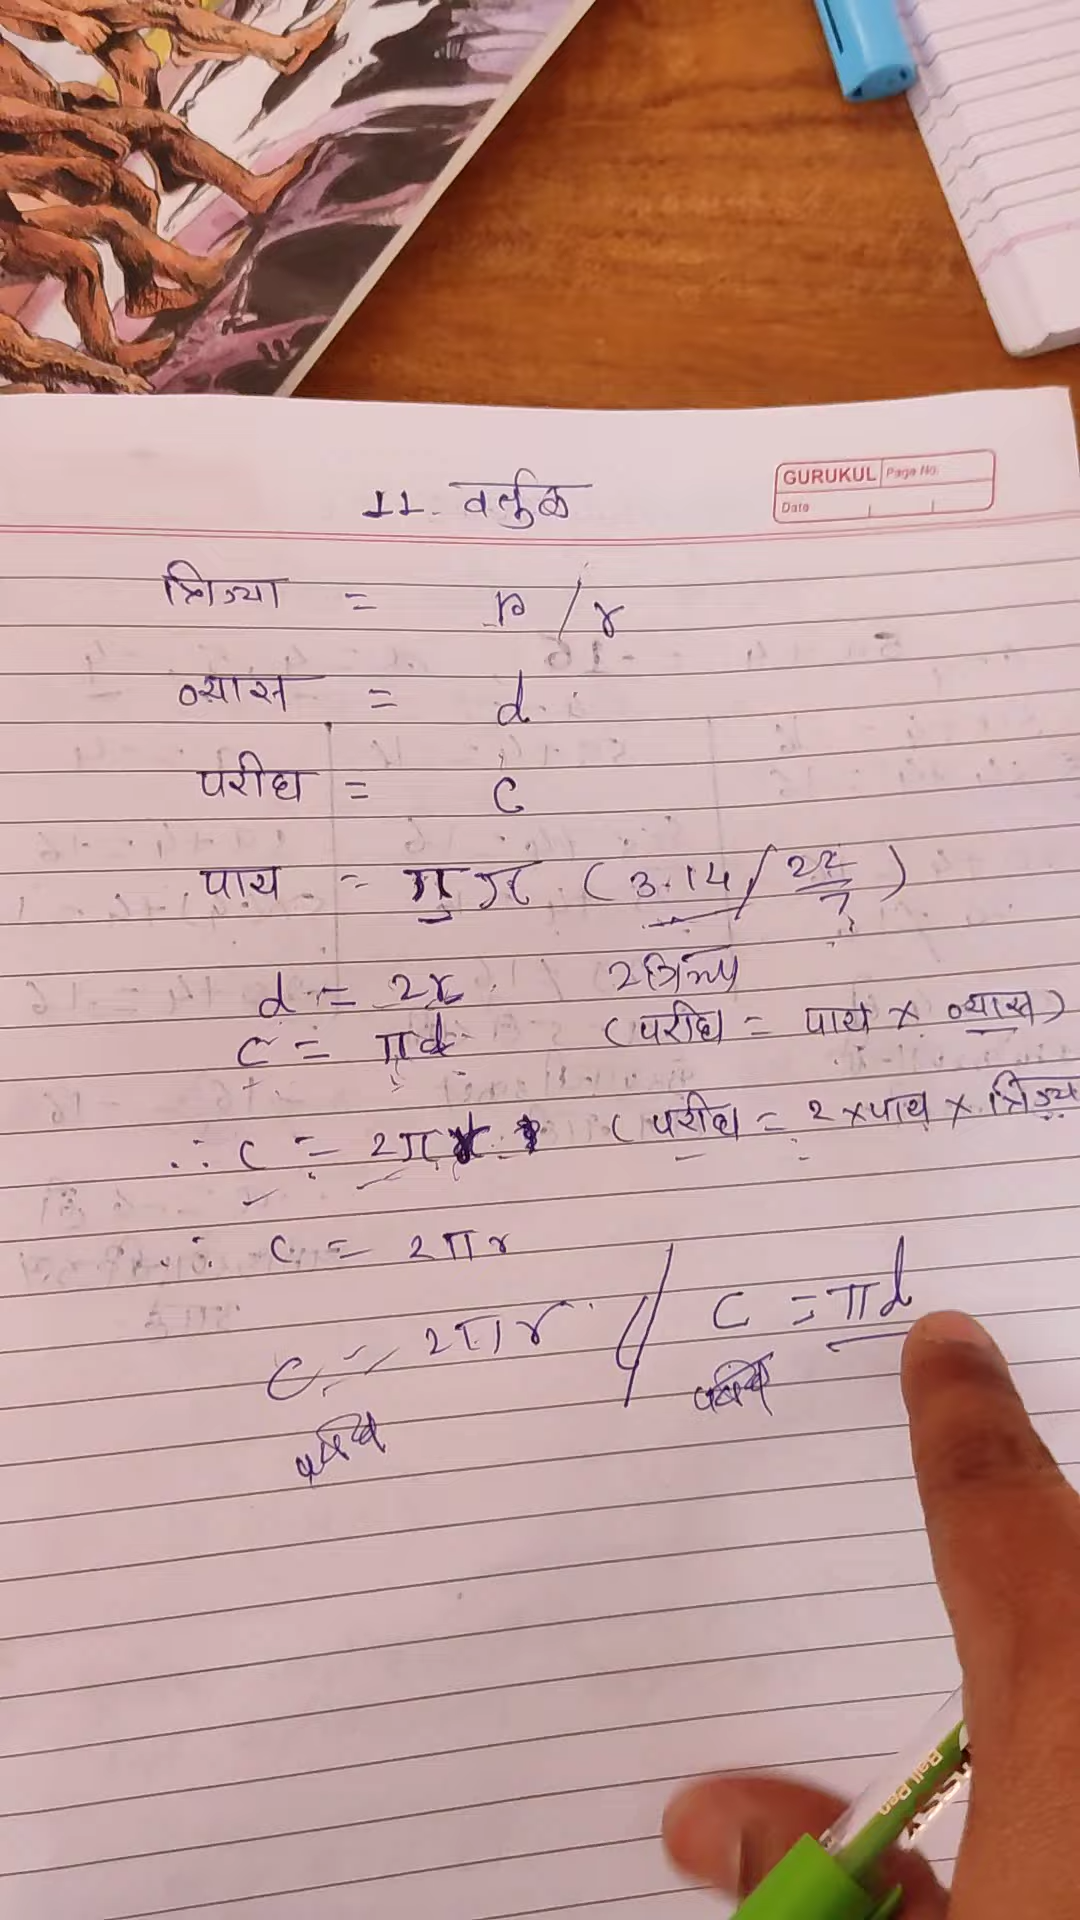 11. वर्तुळ
GURUKUL Page No.
Date
त्रिज्या = r / r
व्यास = d
परीघ = C
पाय = π (3.14 / 22/7)
d = 2r 2त्रिज्या
C = πd (परीघ = पाय × व्यास)
∴ C = 2πr (परीघ = 2 × पाय × त्रिज्या
∴ C = 2πr
C = 2πr // C = πd
परीघ परीघ
Ball Pen